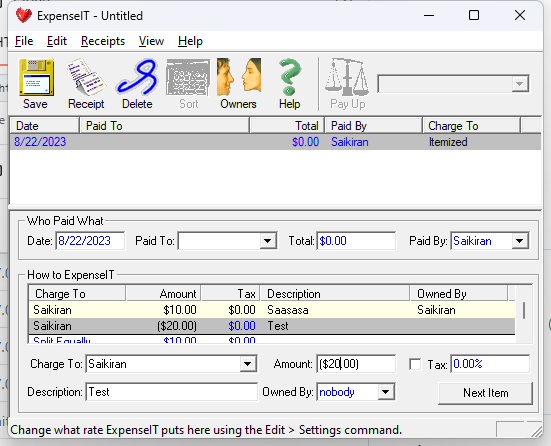 ExpenseIT - Untitled
File Edit Receipts View Help
Save Receipt Delete Sort Owners Help Pay Up
Date Paid To Total Paid By Charge To
8/22/2023 $0.00 Saikiran Itemized
Who Paid What
Date: 8/22/2023 Paid To: Total: $0.00 Paid By: Saikiran
How to ExpenseIT
Charge To Amount Tax Description Owned By
Saikiran $10.00 $0.00 Saasasa Saikiran
Saikiran ($20.00) $0.00 Test
Split Equally $10.00 $0.00
Charge To: Saikiran Amount: ($20.00) Tax: 0.00%
Description: Test Owned By: nobody Next Item
Change what rate ExpenseIT puts here using the Edit > Settings command.